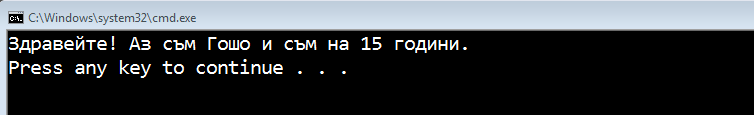 C:\Windows\system32\cmd.exe
Здравейте! Аз съм Гошо и съм на 15 години.
Press any key to continue . . .